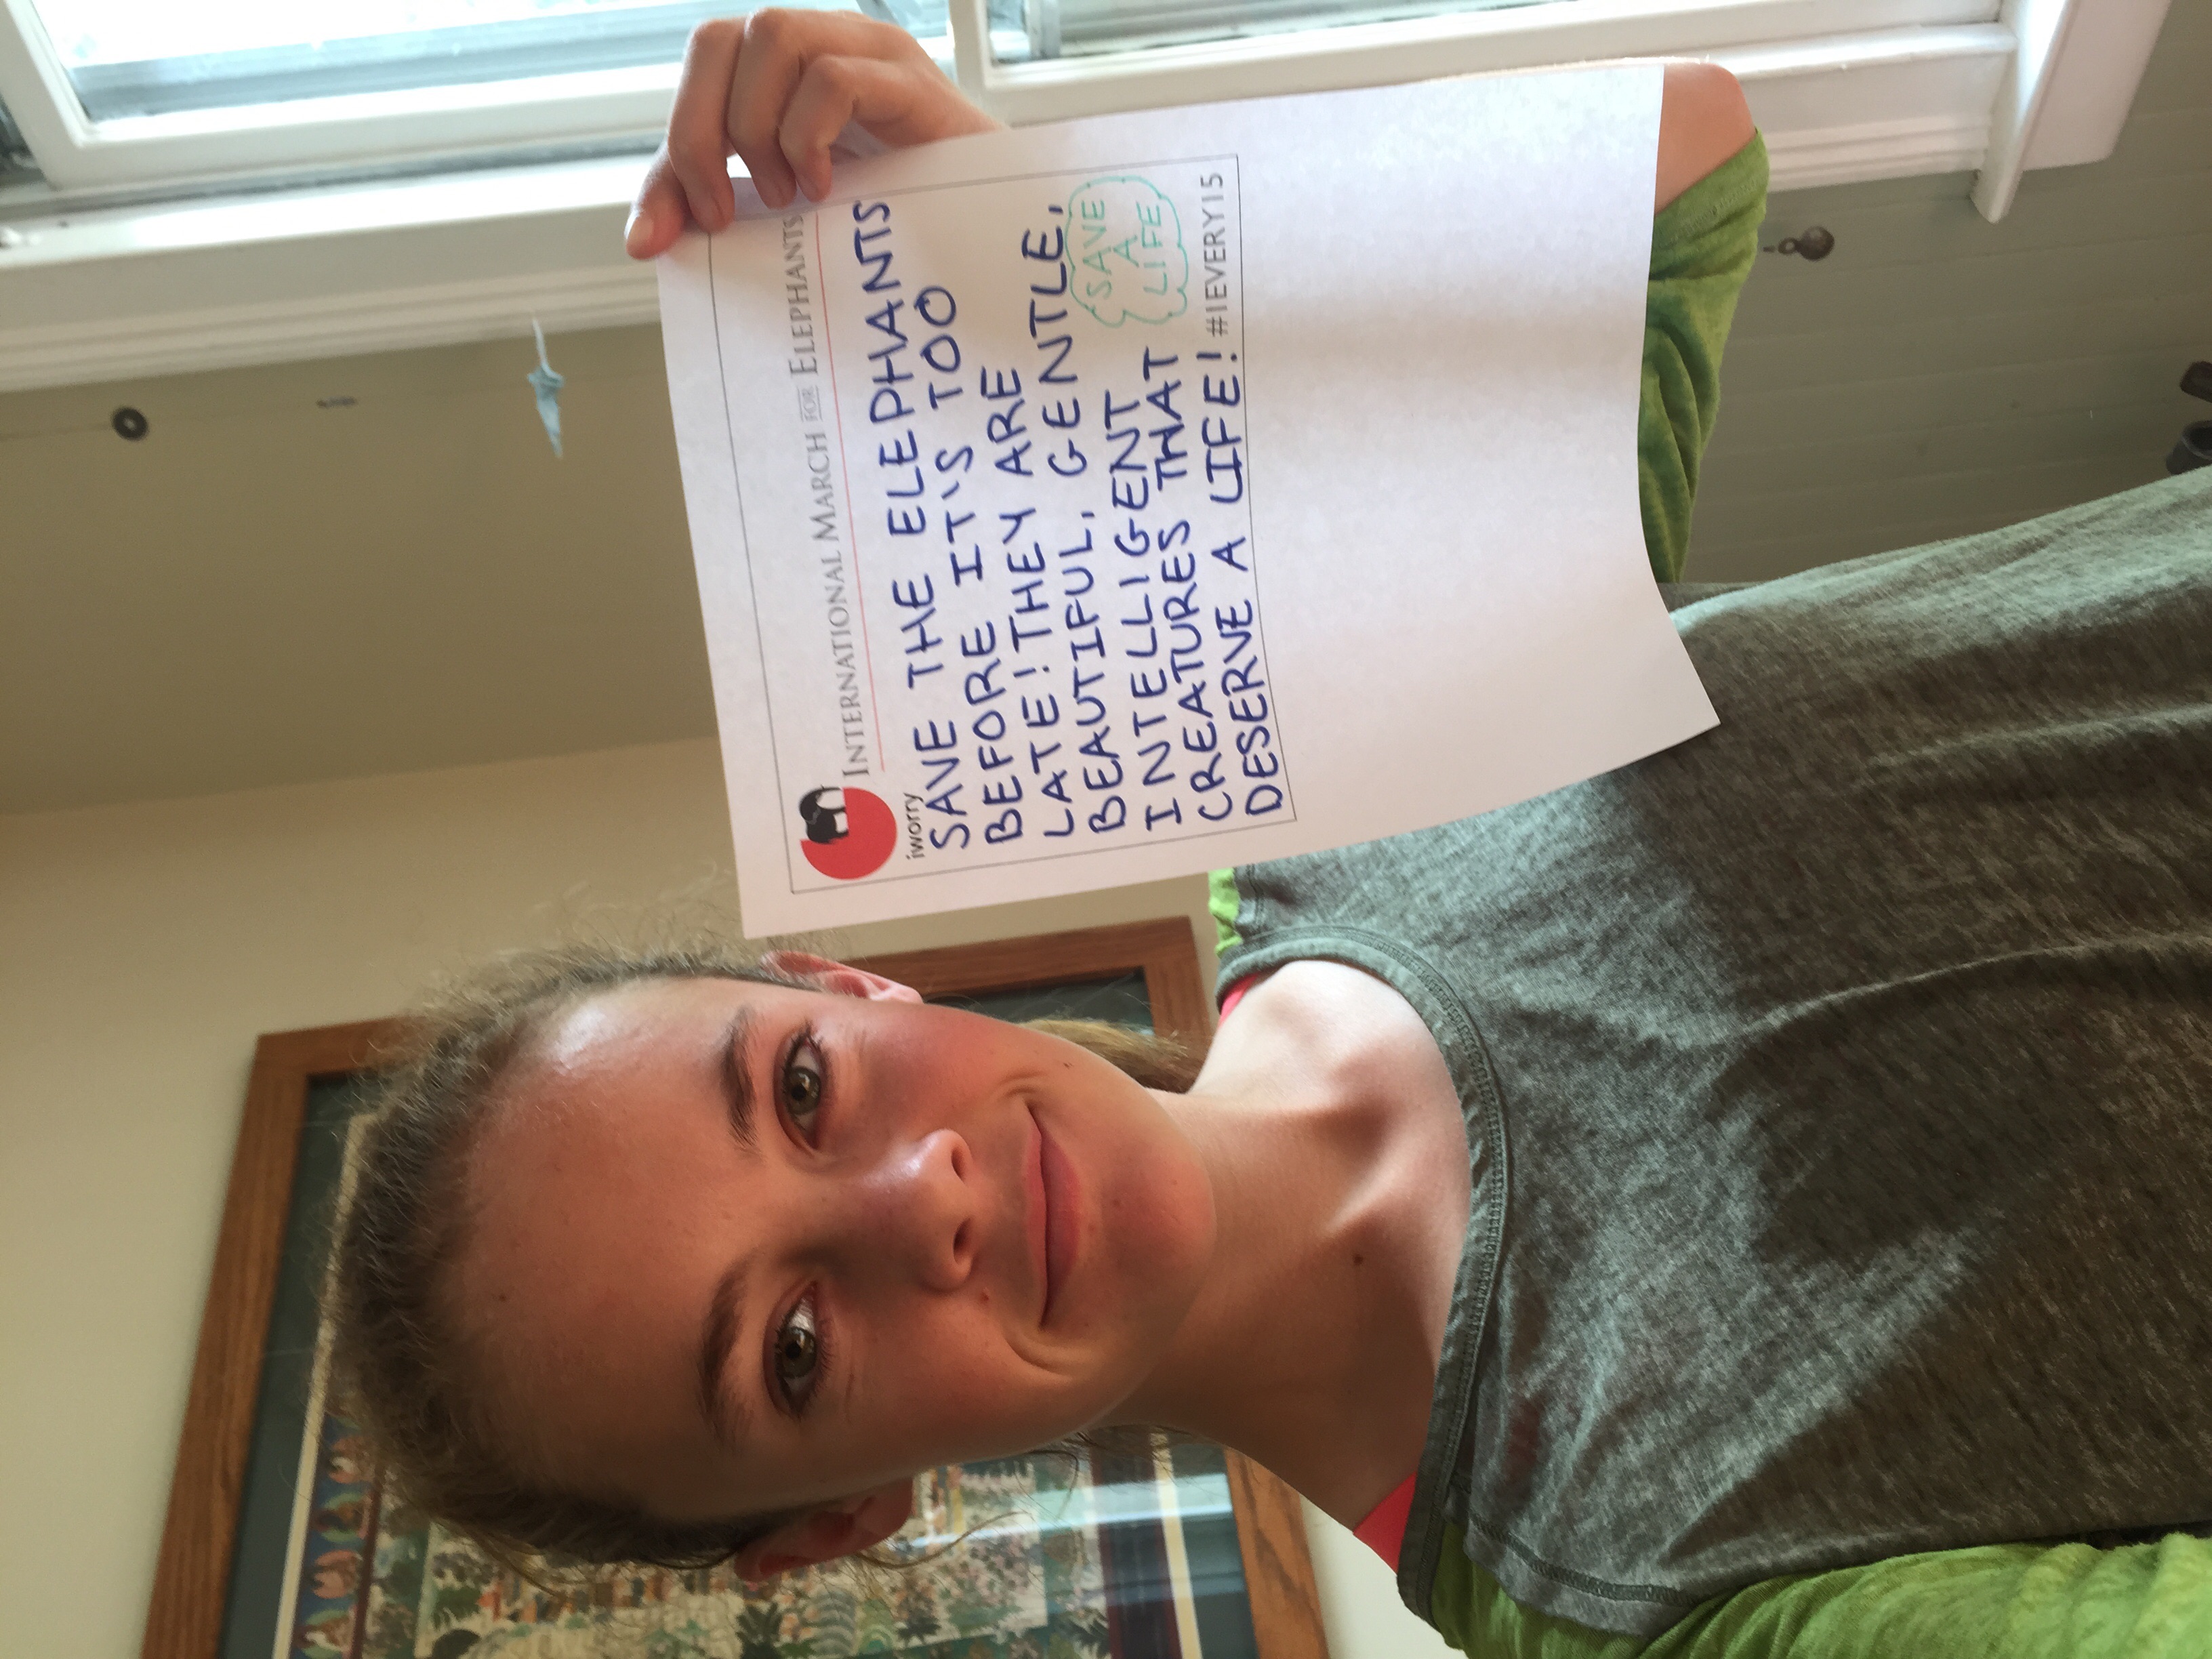 INTERNATIONAL MARCH FOR ELEPHANTS
iworry
SAVE THE ELEPHANTS
BEFORE IT'S TOO
LATE! THEY ARE
BEAUTIFUL, GENTLE,
INTELLIGENT
CREATURES THAT
DESERVE A LIFE!
SAVE
A
LIFE
#1EVERY15